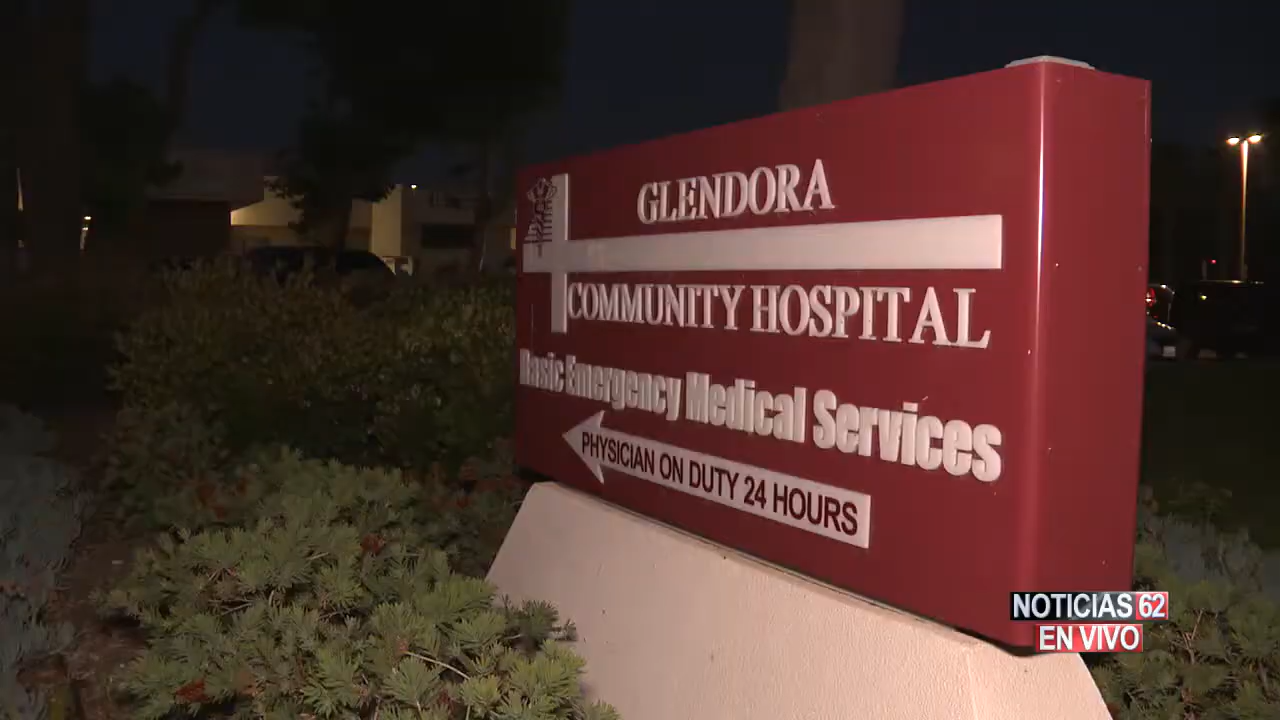 GLENDORA
COMMUNITY HOSPITAL
Basic Emergency Medical Services
PHYSICIAN ON DUTY 24 HOURS
NOTICIAS 62
EN VIVO